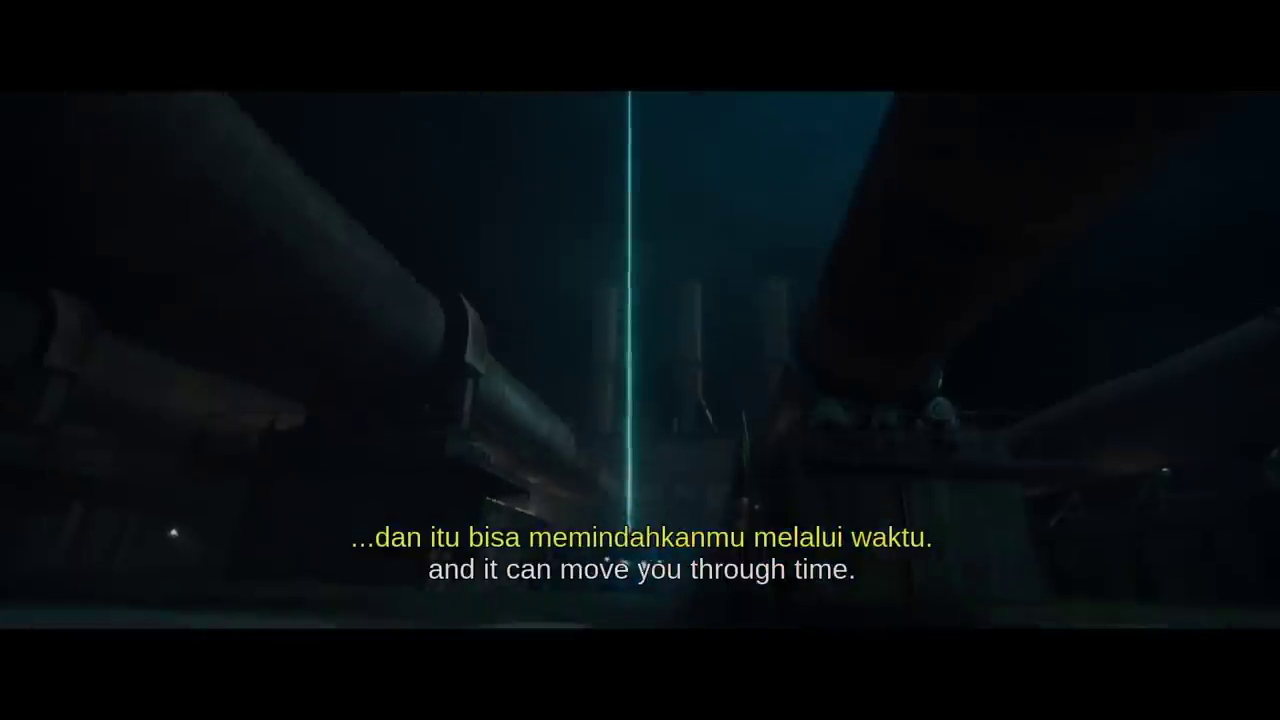 ...dan itu bisa memindahkanmu melalui waktu.
and it can move you through time.